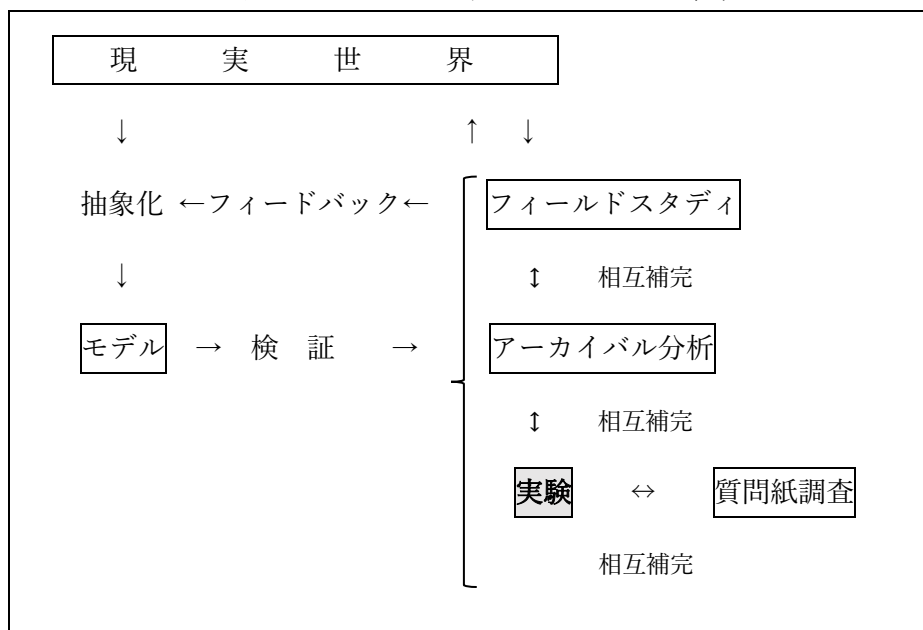 現 実 世 界
↓ ↑ ↓
抽象化 ←フィードバック← フィールドスタディ
↓ ↕ 相互補完
モデル → 検 証 → アーカイバル分析
↕ 相互補完
実験 ⇔ 質問紙調査
相互補完